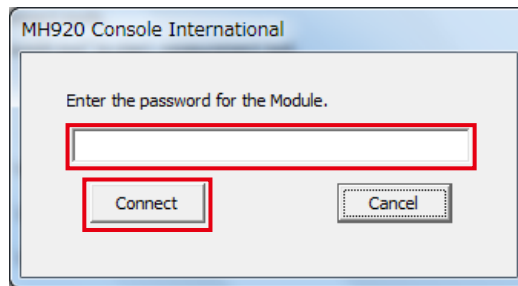 MH920 Console International
Enter the password for the Module.
Connect
Cancel